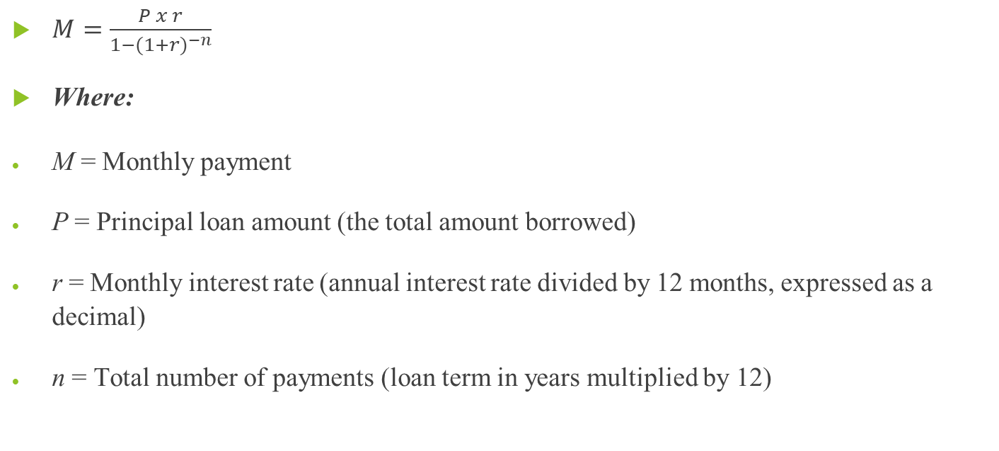 M = P x r / 1−(1+r)⁻ⁿ
Where:
M = Monthly payment
P = Principal loan amount (the total amount borrowed)
r = Monthly interest rate (annual interest rate divided by 12 months, expressed as a
decimal)
n = Total number of payments (loan term in years multiplied by 12)